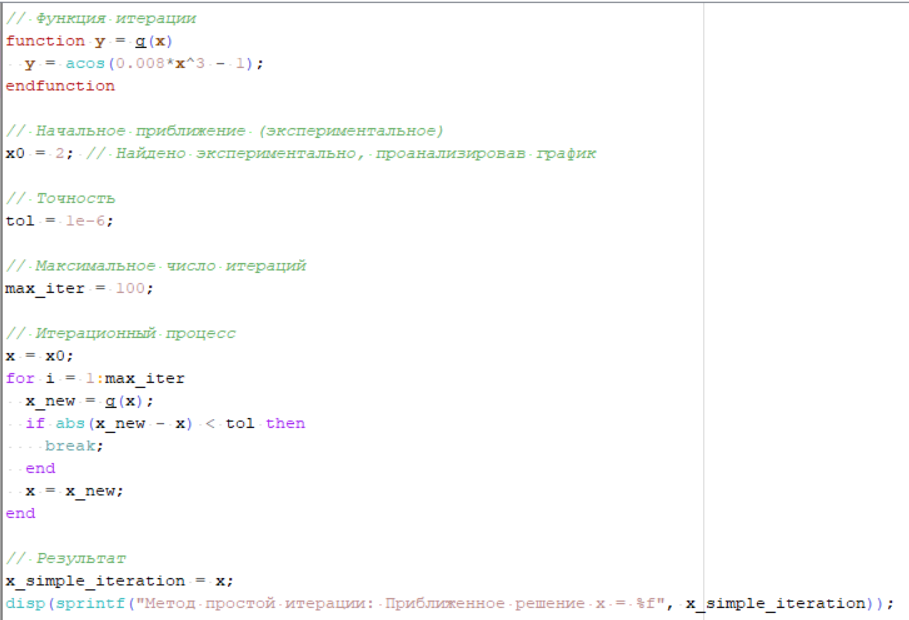 // Функция итерации
function y = g(x)
y = acos(0.008*x^3 - 1);
endfunction
// Начальное приближение (экспериментальное)
x0 = 2; // Найдено экспериментально, проанализировав график
// Точность
tol = 1e-6;
// Максимальное число итераций
max_iter = 100;
// Итерационный процесс
x = x0;
for i = 1:max_iter
x_new = g(x);
if abs(x_new - x) < tol then
break;
end
x = x_new;
end
// Результат
x_simple_iteration = x;
disp(sprintf("Метод простой итерации: Приближенное решение x = %f", x_simple_iteration));